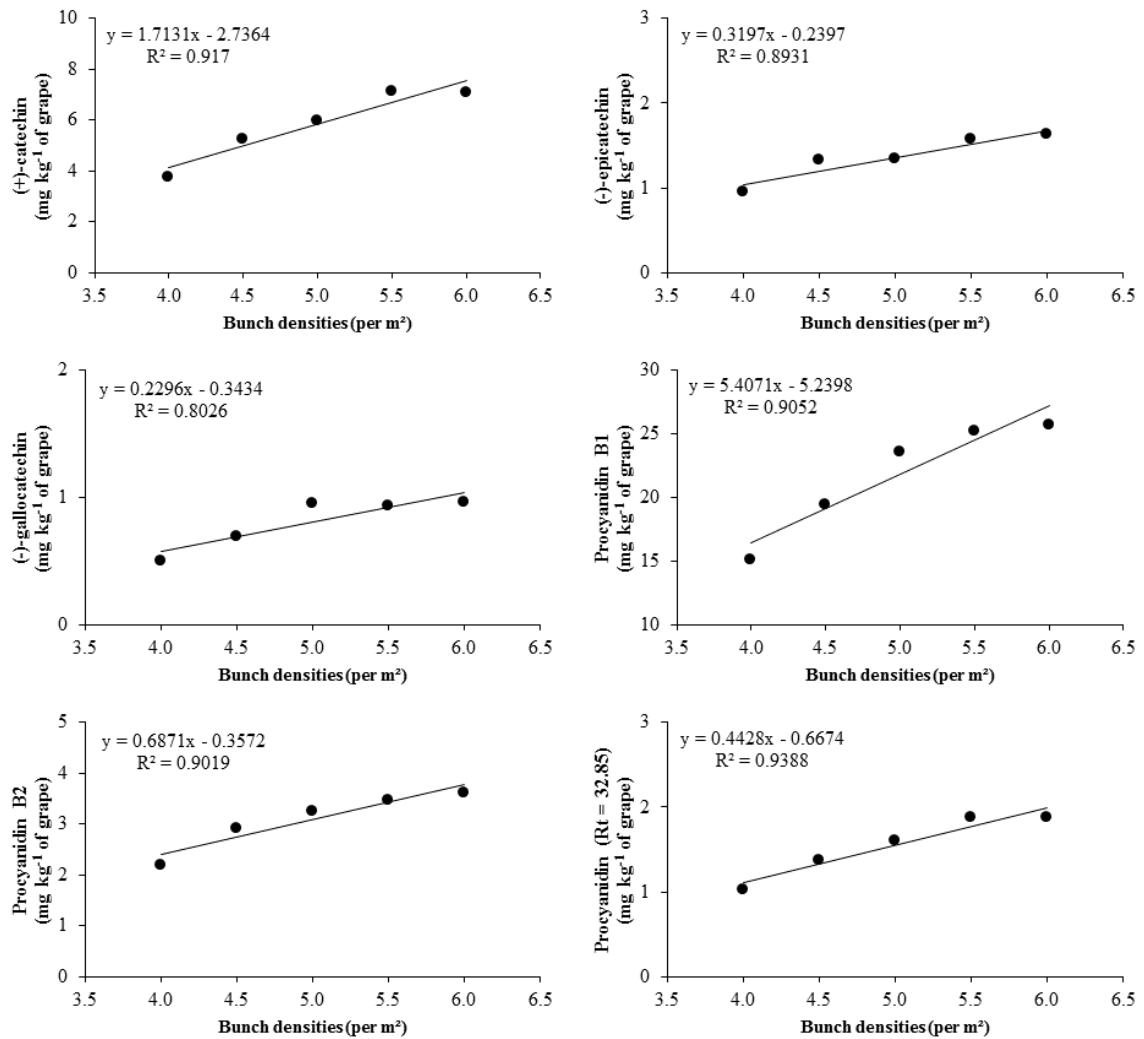 y = 1.7131x - 2.7364
R² = 0.917
(+)-catechin
(mg kg⁻¹ of grape)
10
8
6
4
2
0
3.5 4.0 4.5 5.0 5.5 6.0 6.5
Bunch densities (per m²)
y = 0.3197x - 0.2397
R² = 0.8931
(-)-epicatechin
(mg kg⁻¹ of grape)
3
2
1
0
3.5 4.0 4.5 5.0 5.5 6.0 6.5
Bunch densities (per m²)
y = 0.2296x - 0.3434
R² = 0.8026
(-)-gallocatechin
(mg kg⁻¹ of grape)
2
1
0
3.5 4.0 4.5 5.0 5.5 6.0 6.5
Bunch densities (per m²)
y = 5.4071x - 5.2398
R² = 0.9052
Procyanidin B1
(mg kg⁻¹ of grape)
30
25
20
15
10
3.5 4.0 4.5 5.0 5.5 6.0 6.5
Bunch densities (per m²)
y = 0.6871x - 0.3572
R² = 0.9019
Procyanidin B2
(mg kg⁻¹ of grape)
5
4
3
2
1
0
3.5 4.0 4.5 5.0 5.5 6.0 6.5
Bunch densities (per m²)
y = 0.4428x - 0.6674
R² = 0.9388
Procyanidin (Rt = 32.85)
(mg kg⁻¹ of grape)
3
2
1
0
3.5 4.0 4.5 5.0 5.5 6.0 6.5
Bunch densities (per m²)